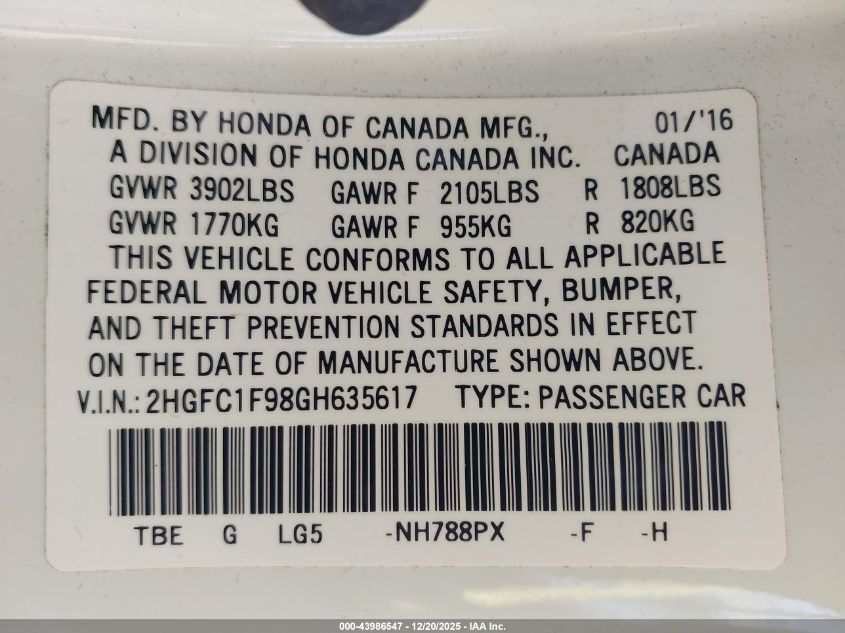 MFD. BY HONDA OF CANADA MFG., 01/'16
A DIVISION OF HONDA CANADA INC. CANADA
GVWR 3902LBS GAWR F 2105LBS R 1808LBS
GVWR 1770KG GAWR F 955KG R 820KG
THIS VEHICLE CONFORMS TO ALL APPLICABLE
FEDERAL MOTOR VEHICLE SAFETY, BUMPER,
AND THEFT PREVENTION STANDARDS IN EFFECT
ON THE DATE OF MANUFACTURE SHOWN ABOVE.
V.I.N.: 2HGFC1F98GH635617 TYPE: PASSENGER CAR
TBE G LG5 -NH788PX -F -H
000-43986547 - 12/20/2025 - IAA Inc.